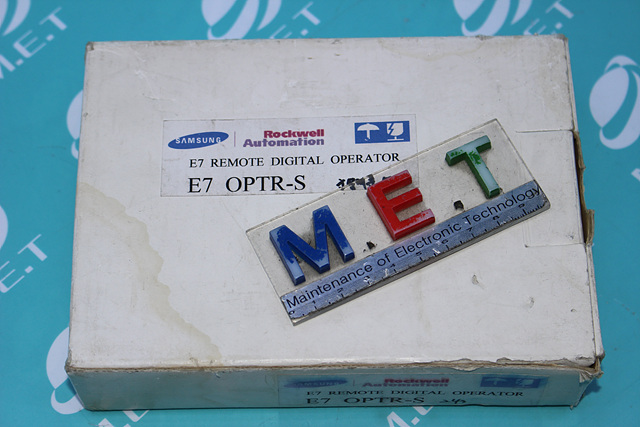 SAMSUNG
Rockwell
Automation
E7 REMOTE DIGITAL OPERATOR
E7 OPTR-S
M.E.T
Maintenance of Electronic Technology
SAMSUNG
Rockwell
Automation
E7 REMOTE DIGITAL OPERATOR
E7 OPTR-S
M.E.T
M.E.T